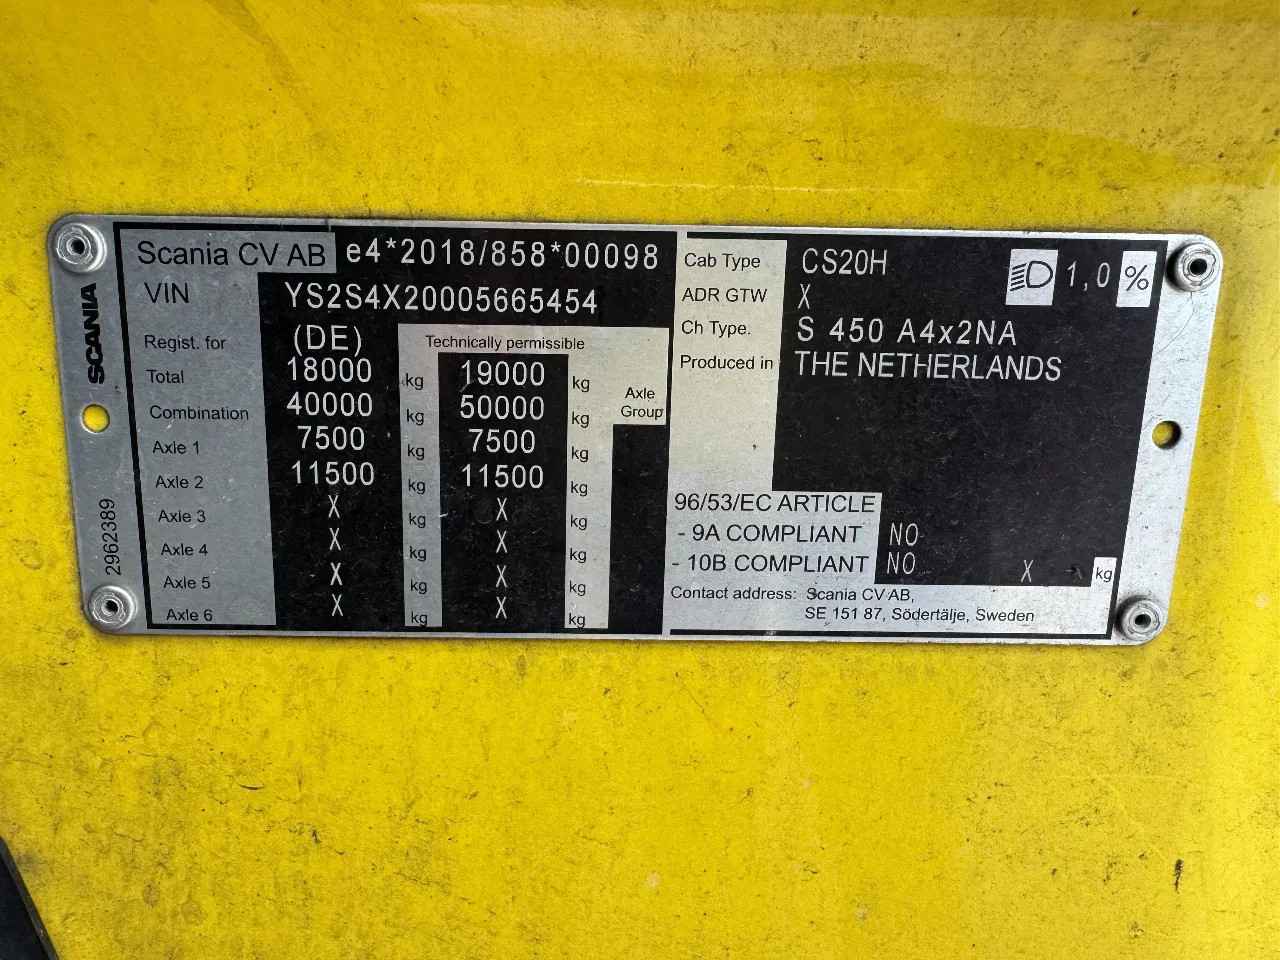 SCANIA
2962389
Scania CV AB e4*2018/858*00098
VIN YS2S4X20005665454
Regist. for (DE) Technically permissible
Total 18000 kg 19000 kg Axle Group
Combination 40000 kg 50000 kg
Axle 1 7500 kg 7500 kg
Axle 2 11500 kg 11500 kg
Axle 3 X kg X kg
Axle 4 X kg X kg
Axle 5 X kg X kg
Axle 6 X kg X kg
Cab Type CS20H 1,0 %
ADR GTW X
Ch Type. S 450 A4x2NA
Produced in THE NETHERLANDS
96/53/EC ARTICLE
- 9A COMPLIANT NO
- 10B COMPLIANT NO X kg
Contact address: Scania CV AB,
SE 151 87, Södertälje, Sweden